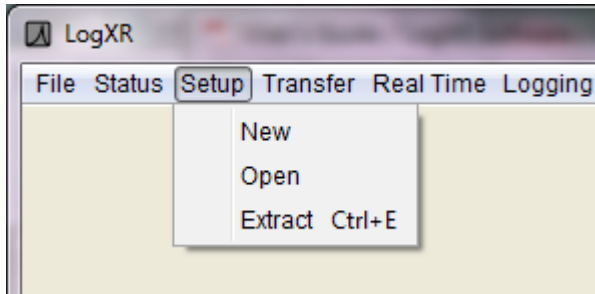 LogXR
File Status Setup Transfer Real Time Logging
New
Open
Extract Ctrl+E